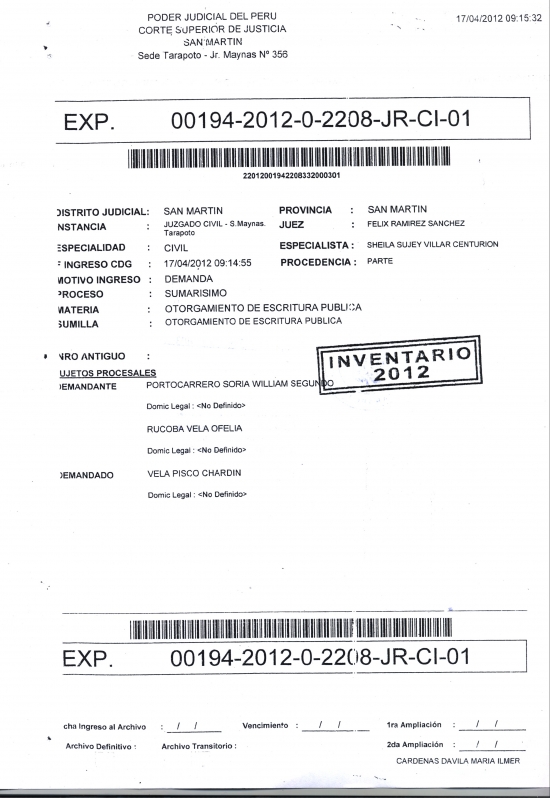 PODER JUDICIAL DEL PERU
17/04/2012 09:15:32
CORTE SUPERIOR DE JUSTICIA
SAN MARTIN
Sede Tarapoto - Jr. Maynas Nº 356
EXP. 00194-2012-0-2208-JR-CI-01
22012001942208332000301
DISTRITO JUDICIAL: SAN MARTIN PROVINCIA : SAN MARTIN
NSTANCIA : JUZGADO CIVIL - S.Maynas. Tarapoto JUEZ : FELIX RAMIREZ SANCHEZ
ESPECIALIDAD : CIVIL ESPECIALISTA : SHEILA SUJEY VILLAR CENTURION
F INGRESO CDG : 17/04/2012 09:14:55 PROCEDENCIA : PARTE
MOTIVO INGRESO : DEMANDA
PROCESO : SUMARISIMO
MATERIA : OTORGAMIENTO DE ESCRITURA PUBLICA
SUMILLA : OTORGAMIENTO DE ESCRITURA PUBLICA
NRO ANTIGUO :
INVENTARIO
2012
UJETOS PROCESALES
DEMANDANTE PORTOCARRERO SORIA WILLIAM SEGUNDO
Domic Legal : <No Definido>
RUCOBA VELA OFELIA
Domic Legal : <No Definido>
DEMANDADO VELA PISCO CHARDIN
Domic Legal : <No Definido>
EXP. 00194-2012-0-2208-JR-CI-01
cha Ingreso al Archivo : / / Vencimiento : / / 1ra Ampliación : / /
Archivo Definitivo : Archivo Transitorio : 2da Ampliación : / /
CARDENAS DAVILA MARIA ILMER